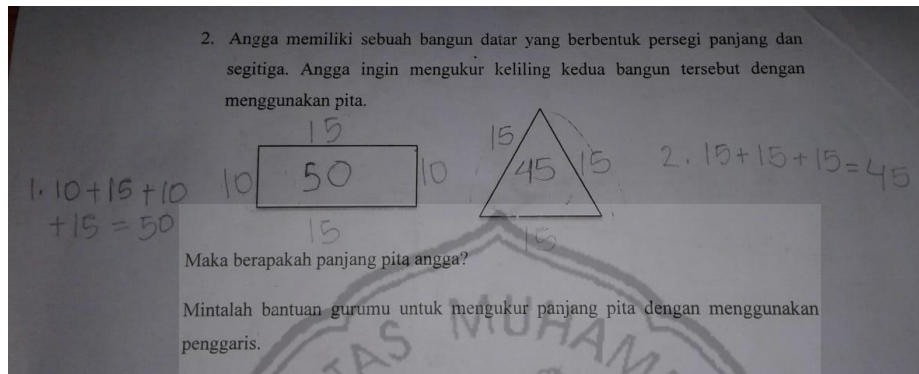 2. Angga memiliki sebuah bangun datar yang berbentuk persegi panjang dan
segitiga. Angga ingin mengukur keliling kedua bangun tersebut dengan
menggunakan pita.
15
10 50 10
15
1. 10+15+10
+15 = 50
15 45 15
15
2. 15+15+15=45
Maka berapakah panjang pita angga?
Mintalah bantuan gurumu untuk mengukur panjang pita dengan menggunakan
penggaris.
TAS MUHAM